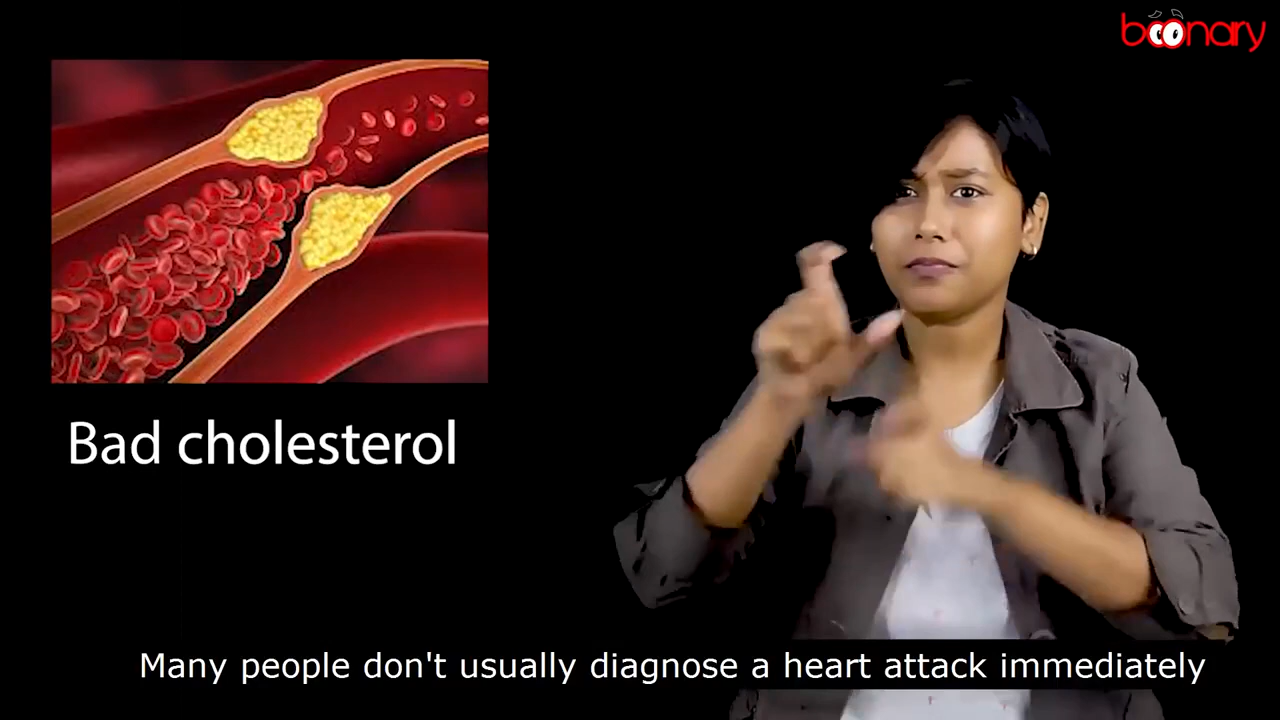 boonary
Bad cholesterol
Many people don't usually diagnose a heart attack immediately